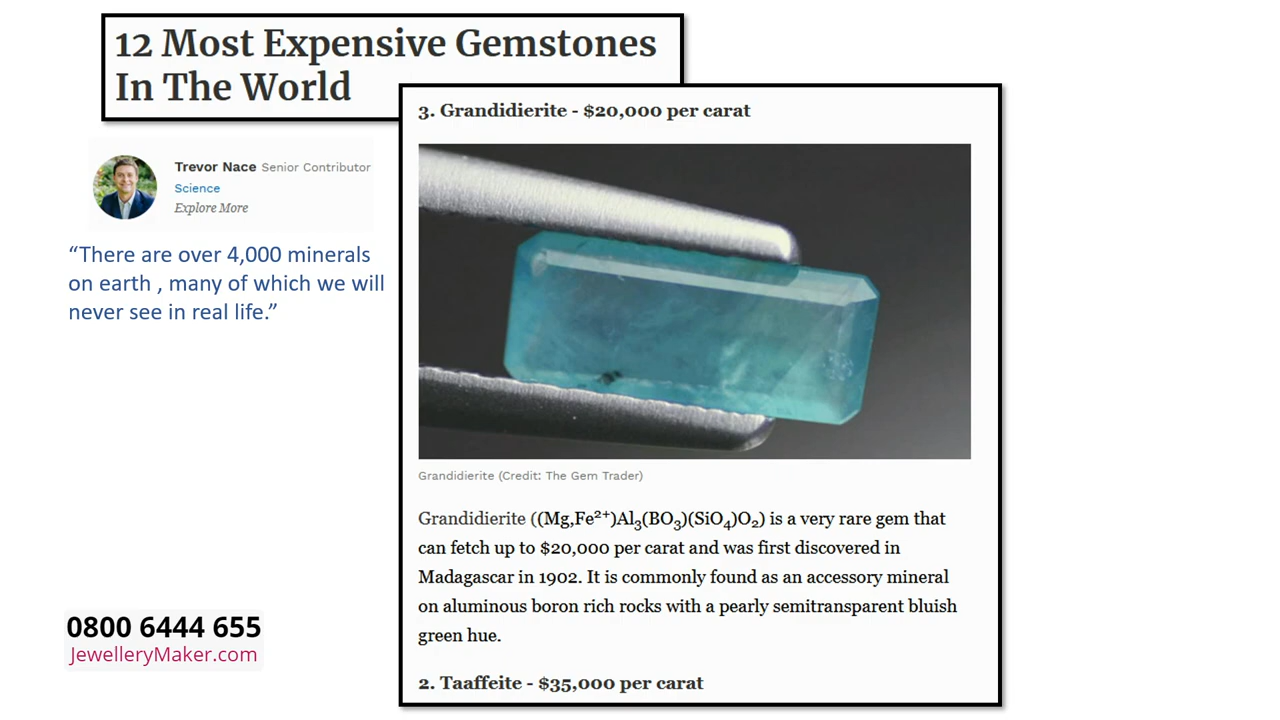 12 Most Expensive Gemstones
In The World
Trevor Nace Senior Contributor
Science
Explore More
“There are over 4,000 minerals
on earth , many of which we will
never see in real life.”
0800 6444 655
JewelleryMaker.com
3. Grandidierite - $20,000 per carat
Grandidierite (Credit: The Gem Trader)
Grandidierite ((Mg,Fe²⁺)Al₃(BO₃)(SiO₄)O₂) is a very rare gem that
can fetch up to $20,000 per carat and was first discovered in
Madagascar in 1902. It is commonly found as an accessory mineral
on aluminous boron rich rocks with a pearly semitransparent bluish
green hue.
2. Taaffeite - $35,000 per carat